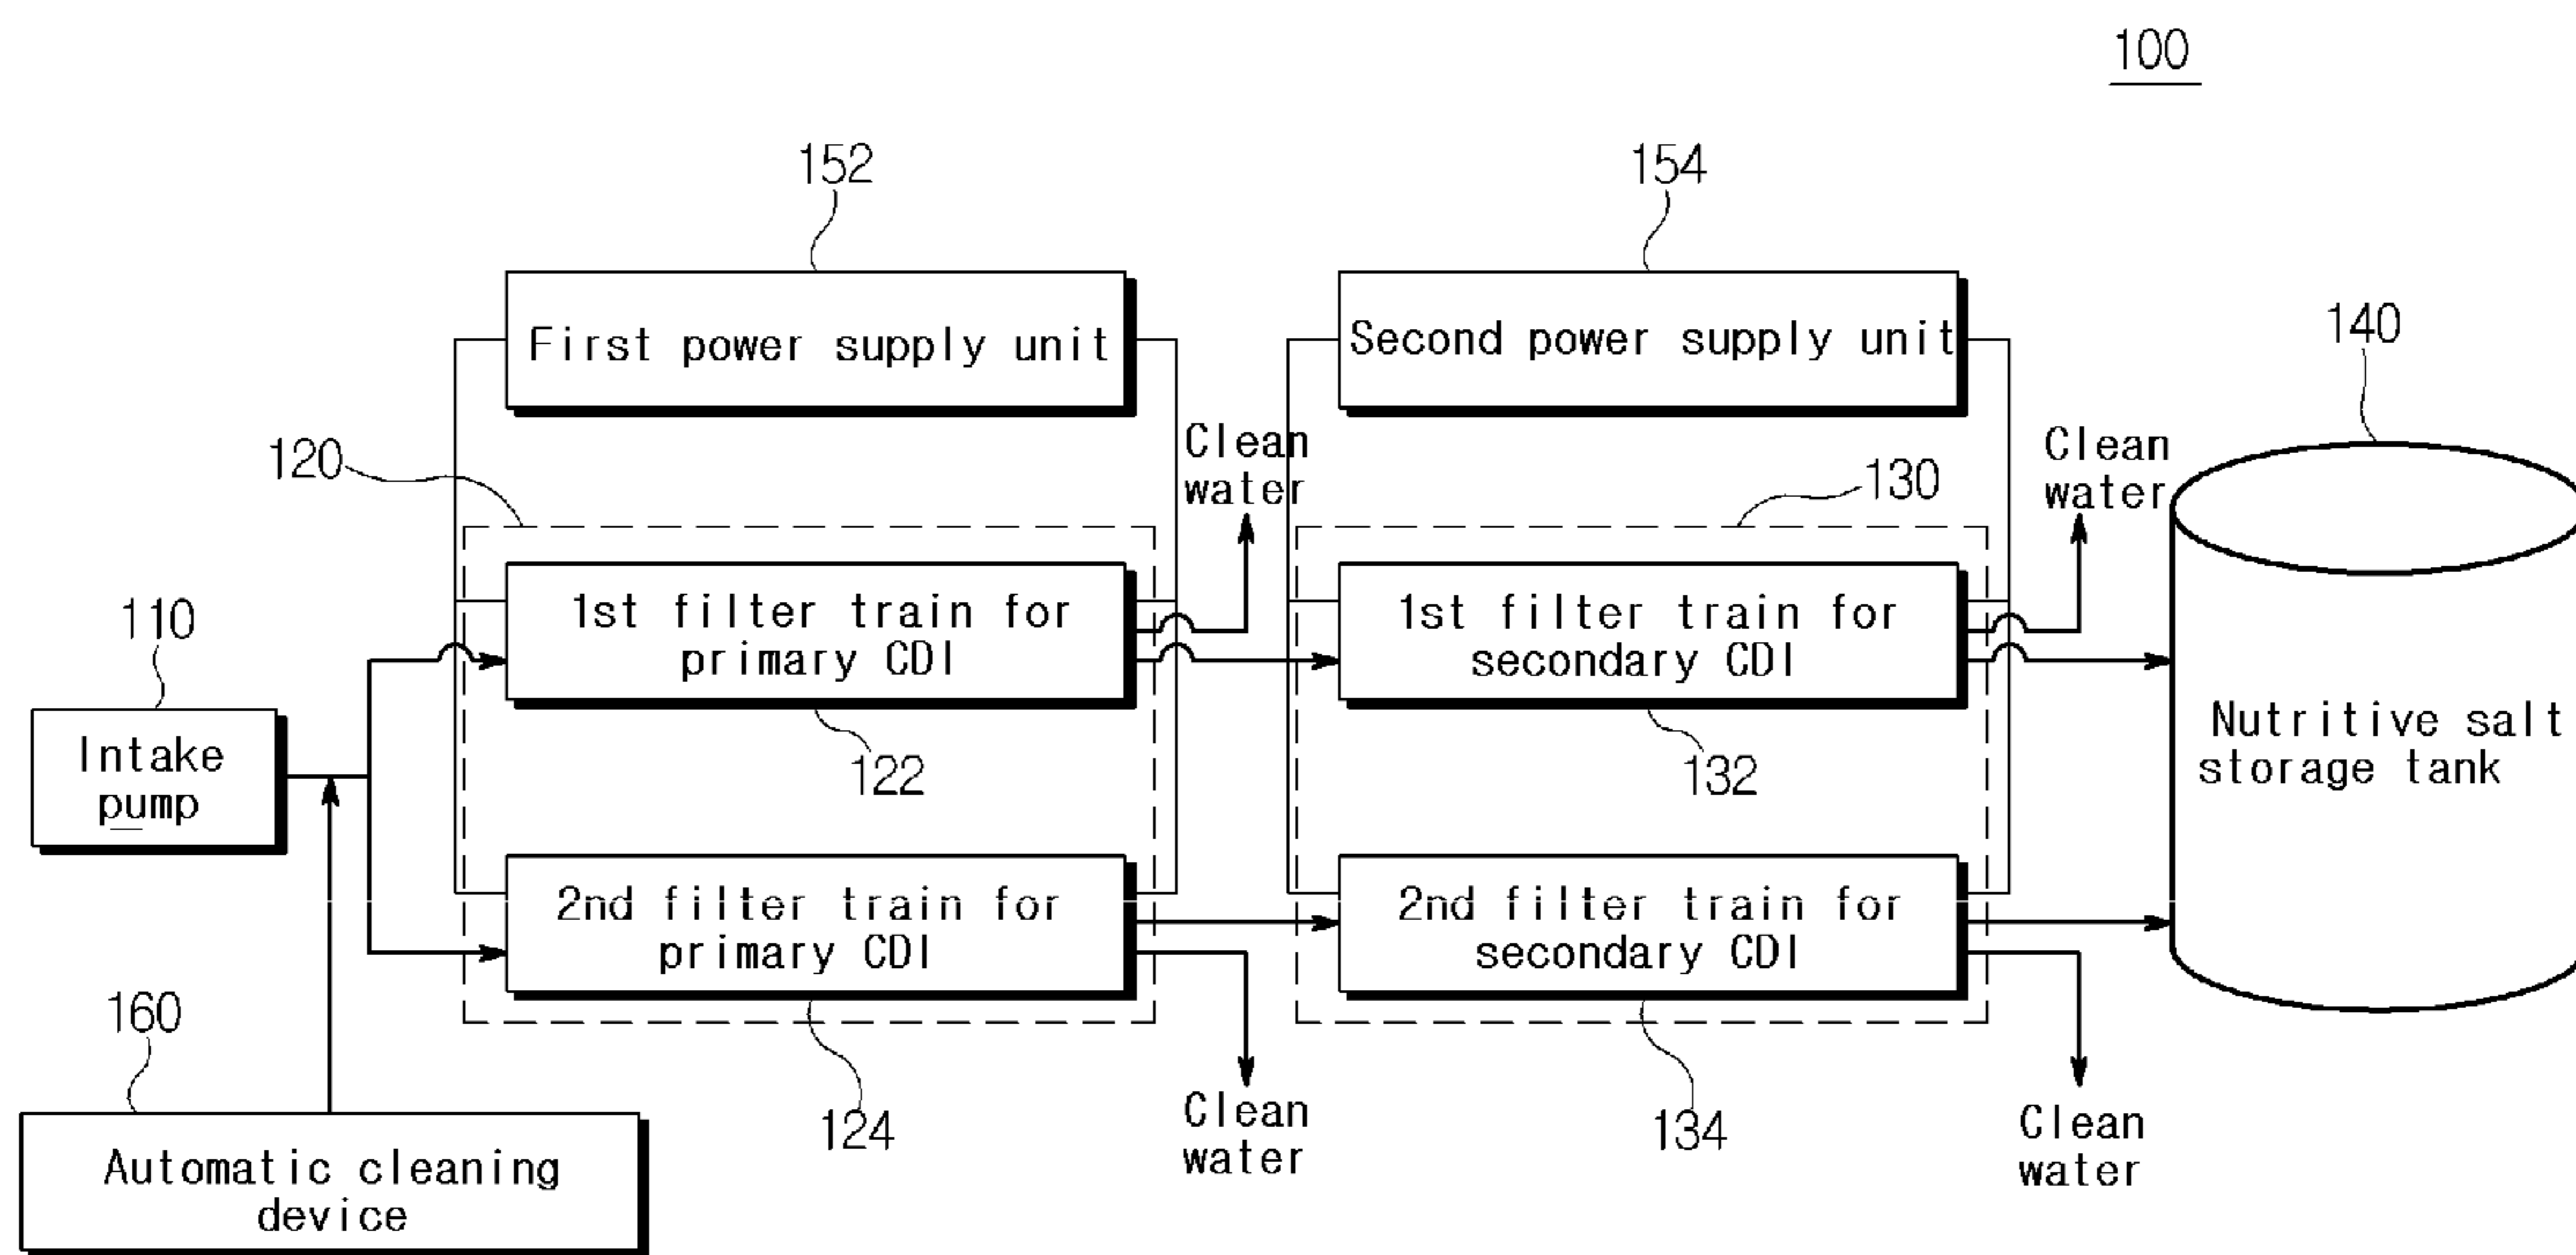 100
152
154
First power supply unit
Second power supply unit
140
120
Clean
water
130
Clean
water
110
1st filter train for
primary CDI
1st filter train for
secondary CDI
Intake
pump
122
132
Nutritive salt
storage tank
2nd filter train for
primary CDI
2nd filter train for
secondary CDI
160
124
Clean
water
134
Clean
water
Automatic cleaning
device